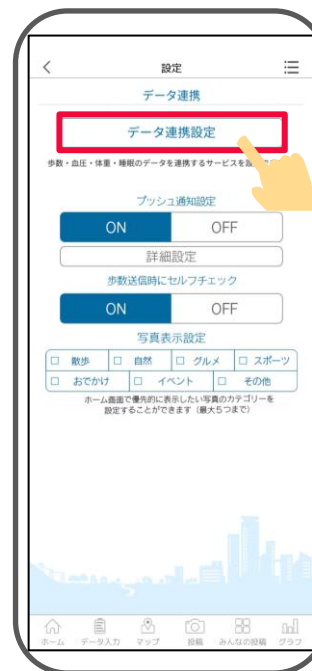 設定
データ連携
データ連携設定
歩数・血圧・体重・睡眠のデータを連携するサービスを設
プッシュ通知設定
ON OFF
詳細設定
歩数送信時にセルフチェック
ON OFF
写真表示設定
□ 散歩 □ 自然 □ グルメ □ スポーツ
□ おでかけ □ イベント □ その他
ホーム画面で優先的に表示したい写真のカテゴリーを
設定することができます（最大5つまで）
ホーム データ入力 マップ 投稿 みんなの投稿 グラフ